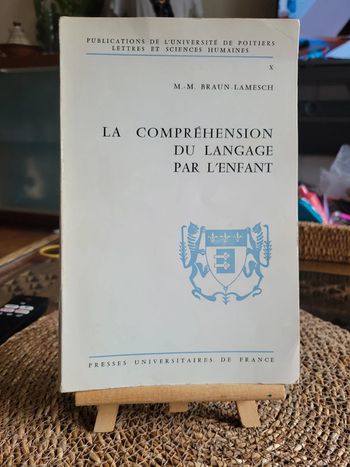 PUBLICATIONS DE L'UNIVERSITÉ DE POITIERS
LETTRES ET SCIENCES HUMAINES
X
M.-M. BRAUN-LAMESCH
LA COMPRÉHENSION
DU LANGAGE
PAR L'ENFANT
PRESSES UNIVERSITAIRES DE FRANCE